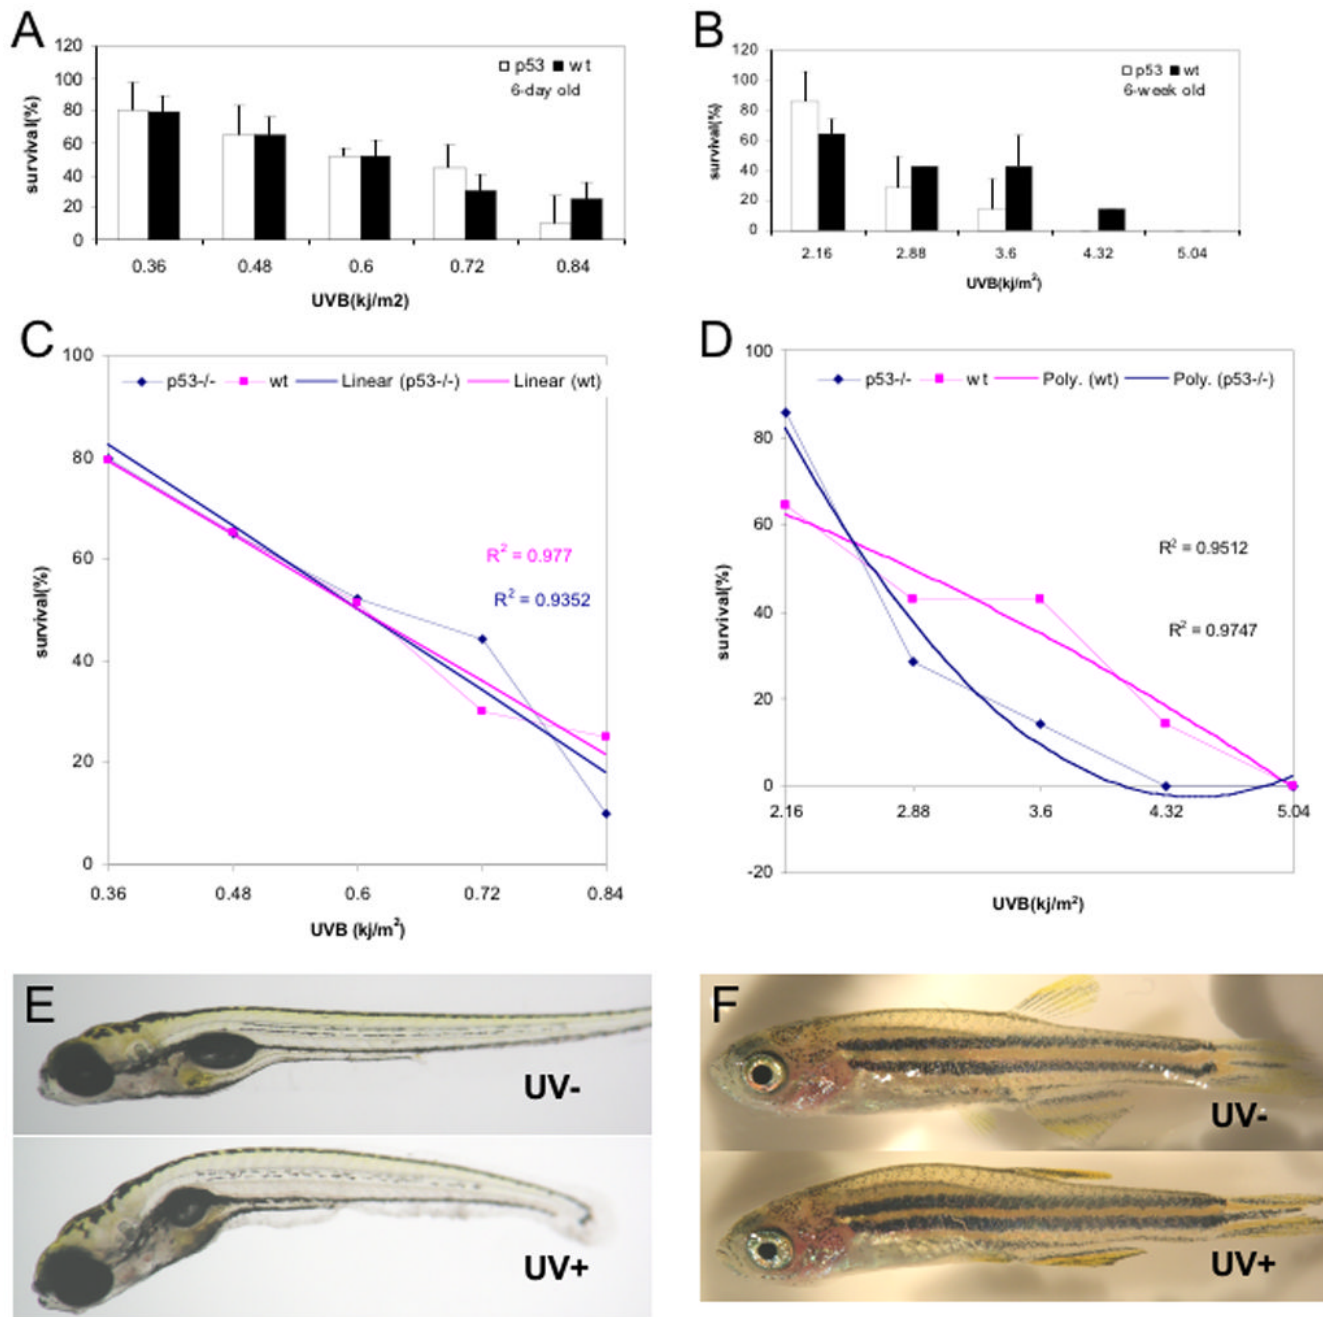 A
120
100
80
60
40
20
0
survival(%)
p53 wt
6-day old
0.36 0.48 0.6 0.72 0.84
UVB(kj/m2)
B
120
100
80
60
40
20
0
survival(%)
p53 wt
6-week old
2.16 2.88 3.6 4.32 5.04
UVB(kj/m²)
C
100
80
60
40
20
0
survival(%)
p53-/- wt Linear (p53-/-) Linear (wt)
R² = 0.977
R² = 0.9352
0.36 0.48 0.6 0.72 0.84
UVB (kj/m²)
D
100
80
60
40
20
0
-20
survival(%)
p53-/- wt Poly. (wt) Poly. (p53-/-)
R² = 0.9512
R² = 0.9747
2.16 2.88 3.6 4.32 5.04
UVB(kj/m²)
E
UV-
UV+
F
UV-
UV+